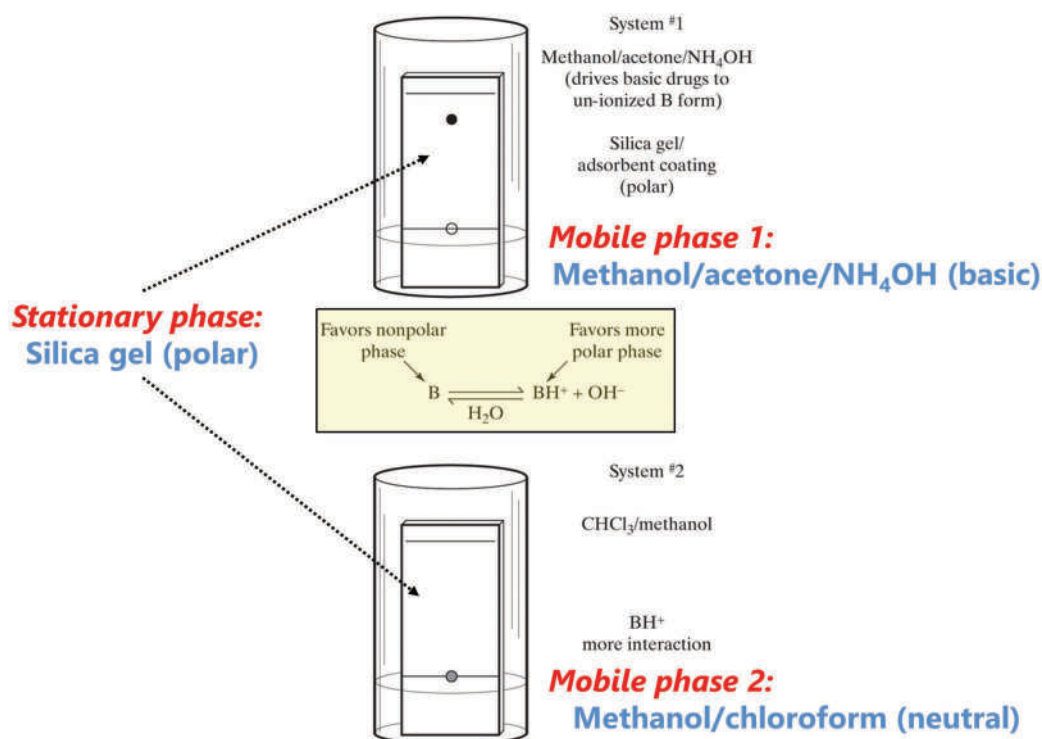 System #1
Methanol/acetone/NH₄OH
(drives basic drugs to
un-ionized B form)
Silica gel/
adsorbent coating
(polar)
Mobile phase 1:
Methanol/acetone/NH₄OH (basic)
Stationary phase:
Silica gel (polar)
Favors nonpolar
phase
Favors more
polar phase
B ⇌ BH⁺ + OH⁻
H₂O
System #2
CHCl₃/methanol
BH⁺
more interaction
Mobile phase 2:
Methanol/chloroform (neutral)